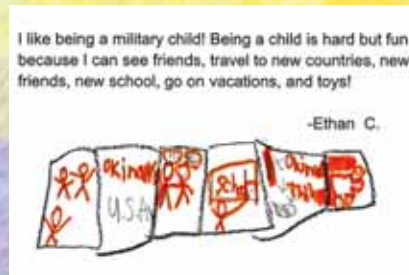 I like being a military child! Being a child is hard but fun
because I can see friends, travel to new countries, new
friends, new school, go on vacations, and toys!
-Ethan C.
okinawa
U.S.A